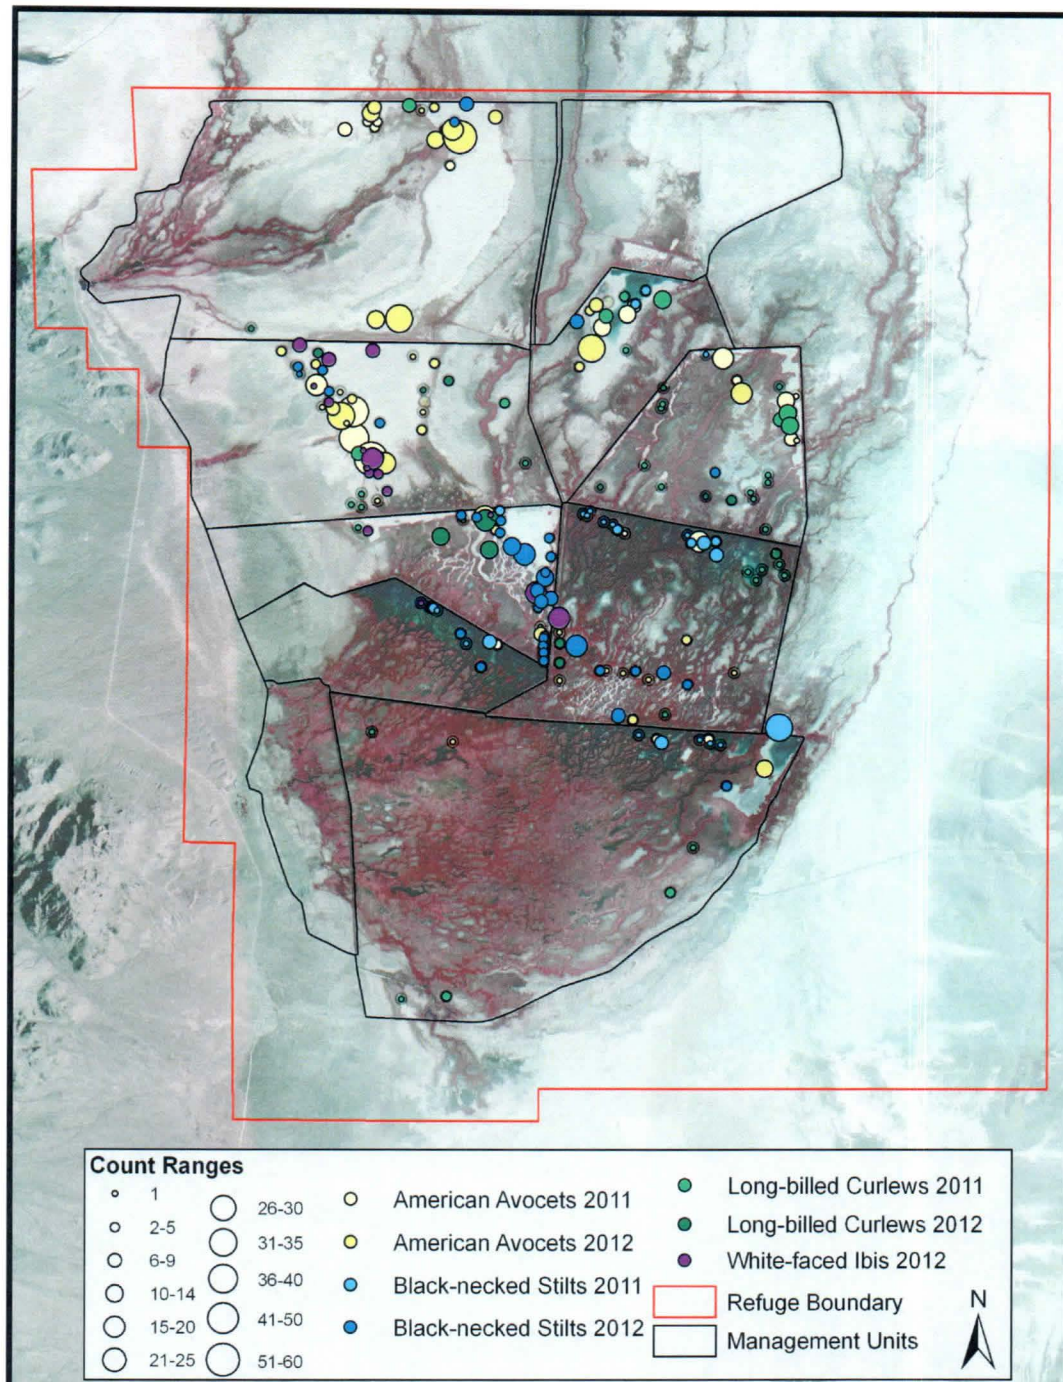 Count Ranges
1
2-5
6-9
10-14
15-20
21-25
26-30
31-35
36-40
41-50
51-60
American Avocets 2011
American Avocets 2012
Black-necked Stilts 2011
Black-necked Stilts 2012
Long-billed Curlews 2011
Long-billed Curlews 2012
White-faced Ibis 2012
Refuge Boundary
Management Units
N